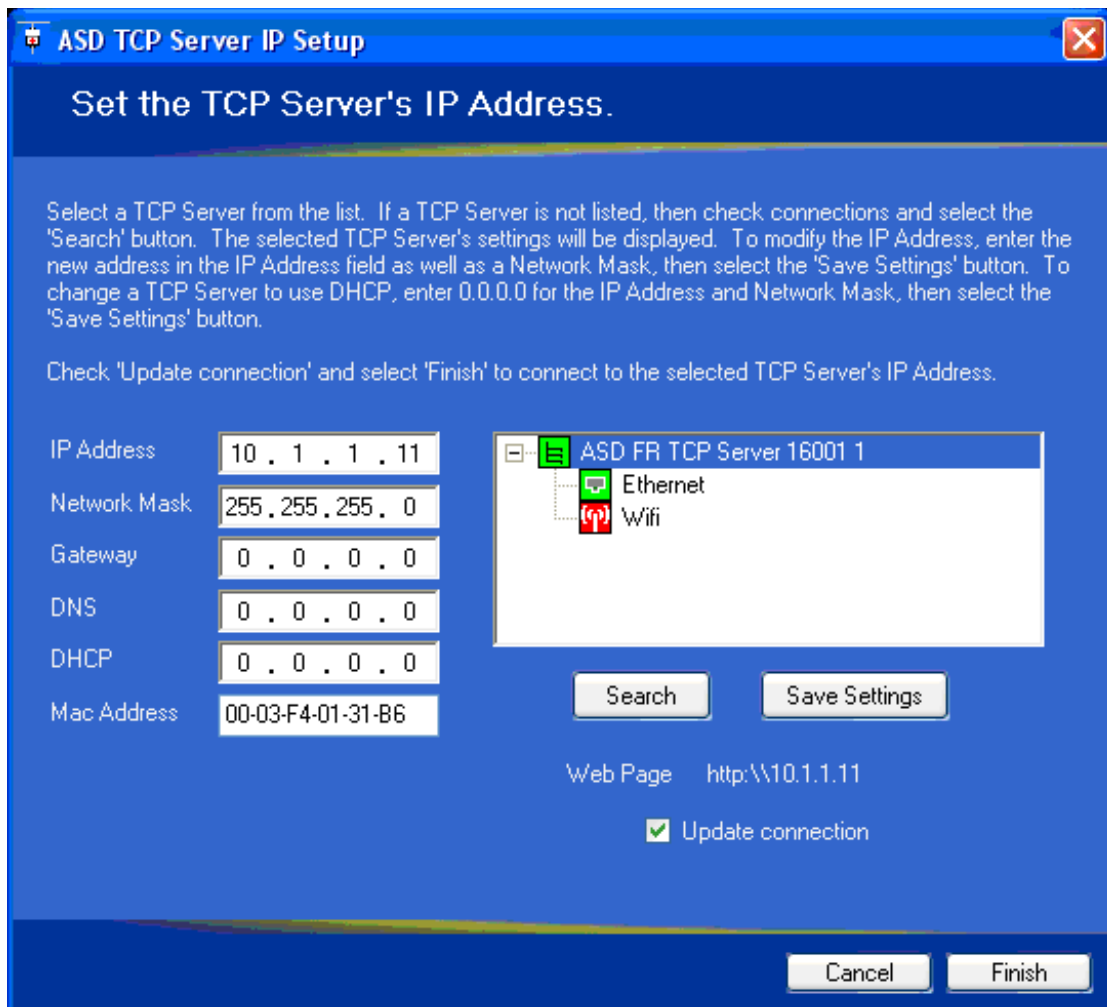 ASD TCP Server IP Setup
Set the TCP Server's IP Address.
Select a TCP Server from the list.  If a TCP Server is not listed, then check connections and select the
'Search' button.  The selected TCP Server's settings will be displayed.  To modify the IP Address, enter the
new address in the IP Address field as well as a Network Mask, then select the 'Save Settings' button.  To
change a TCP Server to use DHCP, enter 0.0.0.0 for the IP Address and Network Mask, then select the
'Save Settings' button.
Check 'Update connection' and select 'Finish' to connect to the selected TCP Server's IP Address.
IP Address 10 . 1 . 1 . 11
Network Mask 255 . 255 . 255 . 0
Gateway 0 . 0 . 0 . 0
DNS 0 . 0 . 0 . 0
DHCP 0 . 0 . 0 . 0
Mac Address 00-03-F4-01-31-B6
ASD FR TCP Server 16001 1
Ethernet
Wifi
Search Save Settings
Web Page http:\\10.1.1.11
Update connection
Cancel Finish